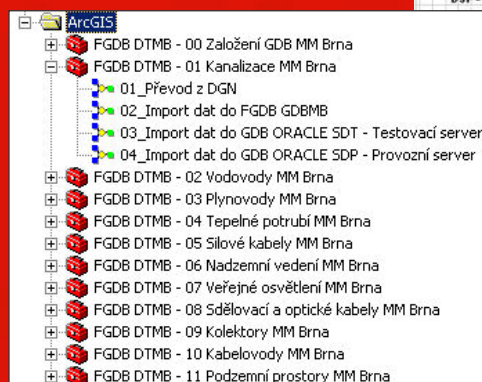 ArcGIS
FGDB DTMB - 00 Založení GDB MM Brna
FGDB DTMB - 01 Kanalizace MM Brna
01_Převod z DGN
02_Import dat do FGDB GDBMB
03_Import dat do GDB ORACLE SDT - Testovací server
04_Import dat do GDB ORACLE SDP - Provozní server
FGDB DTMB - 02 Vodovody MM Brna
FGDB DTMB - 03 Plynovody MM Brna
FGDB DTMB - 04 Tepelné potrubí MM Brna
FGDB DTMB - 05 Silové kabely MM Brna
FGDB DTMB - 06 Nadzemní vedení MM Brna
FGDB DTMB - 07 Veřejné osvětlení MM Brna
FGDB DTMB - 08 Sdělovací a optické kabely MM Brna
FGDB DTMB - 09 Kolektory MM Brna
FGDB DTMB - 10 Kabelovody MM Brna
FGDB DTMB - 11 Podzemní prostory MM Brna